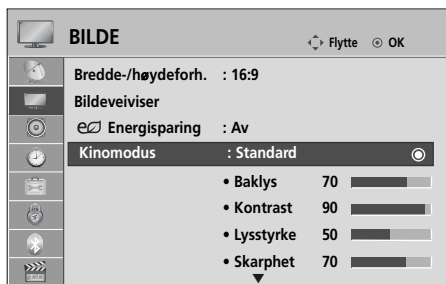 BILDE
Flytte OK
Bredde-/høydeforh. : 16:9
Bildeveiviser
Energisparing : Av
Kinomodus : Standard
• Baklys 70
• Kontrast 90
• Lysstyrke 50
• Skarphet 70